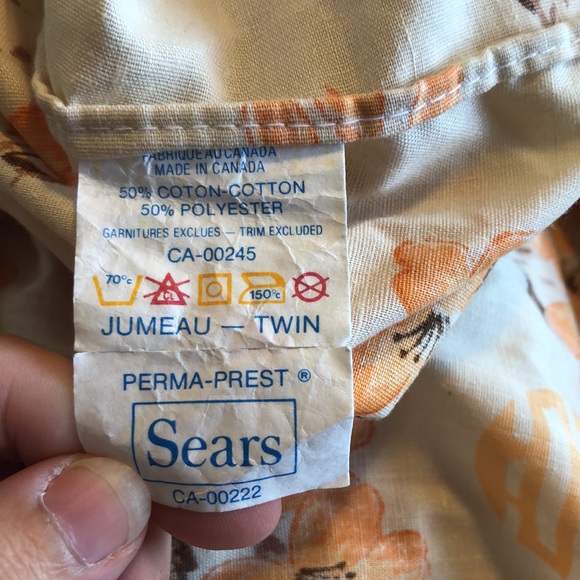 FABRIQUE AU CANADA
MADE IN CANADA
50% COTON-COTTON
50% POLYESTER
GARNITURES EXCLUES — TRIM EXCLUDED
CA-00245
70°C CL 150°C
JUMEAU — TWIN
PERMA-PREST ®
Sears
CA-00222